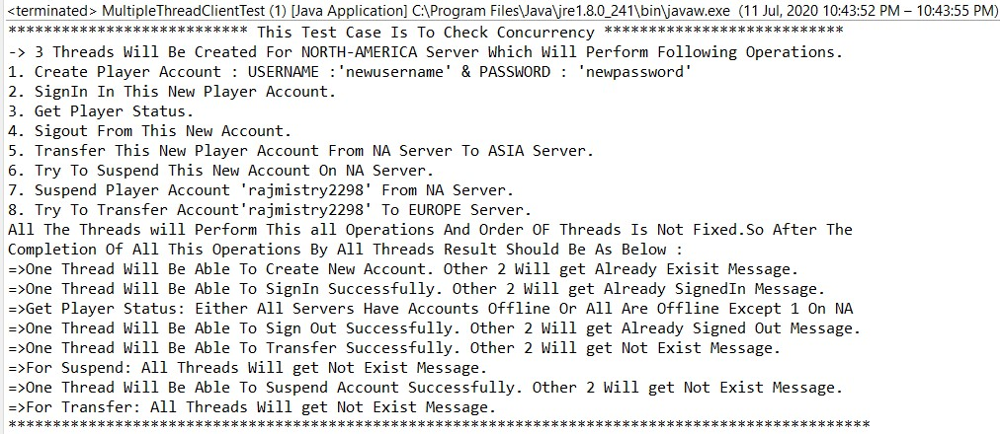 <terminated> MultipleThreadClientTest (1) [Java Application] C:\Program Files\Java\jre1.8.0_241\bin\javaw.exe (11 Jul, 2020 10:43:52 PM – 10:43:55 PM)
*************************** This Test Case Is To Check Concurrency ***************************
-> 3 Threads Will Be Created For NORTH-AMERICA Server Which Will Perform Following Operations.
1. Create Player Account : USERNAME :'newusername' & PASSWORD : 'newpassword'
2. SignIn In This New Player Account.
3. Get Player Status.
4. Sigout From This New Account.
5. Transfer This New Player Account From NA Server To ASIA Server.
6. Try To Suspend This New Account On NA Server.
7. Suspend Player Account 'rajmistry2298' From NA Server.
8. Try To Transfer Account'rajmistry2298' To EUROPE Server.
All The Threads will Perform This all Operations And Order OF Threads Is Not Fixed.So After The
Completion Of All This Operations By All Threads Result Should Be As Below :
=>One Thread Will Be Able To Create New Account. Other 2 Will get Already Exisit Message.
=>One Thread Will Be Able To SignIn Successfully. Other 2 Will get Already SignedIn Message.
=>Get Player Status: Either All Servers Have Accounts Offline Or All Are Offline Except 1 On NA
=>One Thread Will Be Able To Sign Out Successfully. Other 2 Will get Already Signed Out Message.
=>One Thread Will Be Able To Transfer Successfully. Other 2 Will get Not Exist Message.
=>For Suspend: All Threads Will get Not Exist Message.
=>One Thread Will Be Able To Suspend Account Successfully. Other 2 Will get Not Exist Message.
=>For Transfer: All Threads Will get Not Exist Message.
*************************************************************************************************